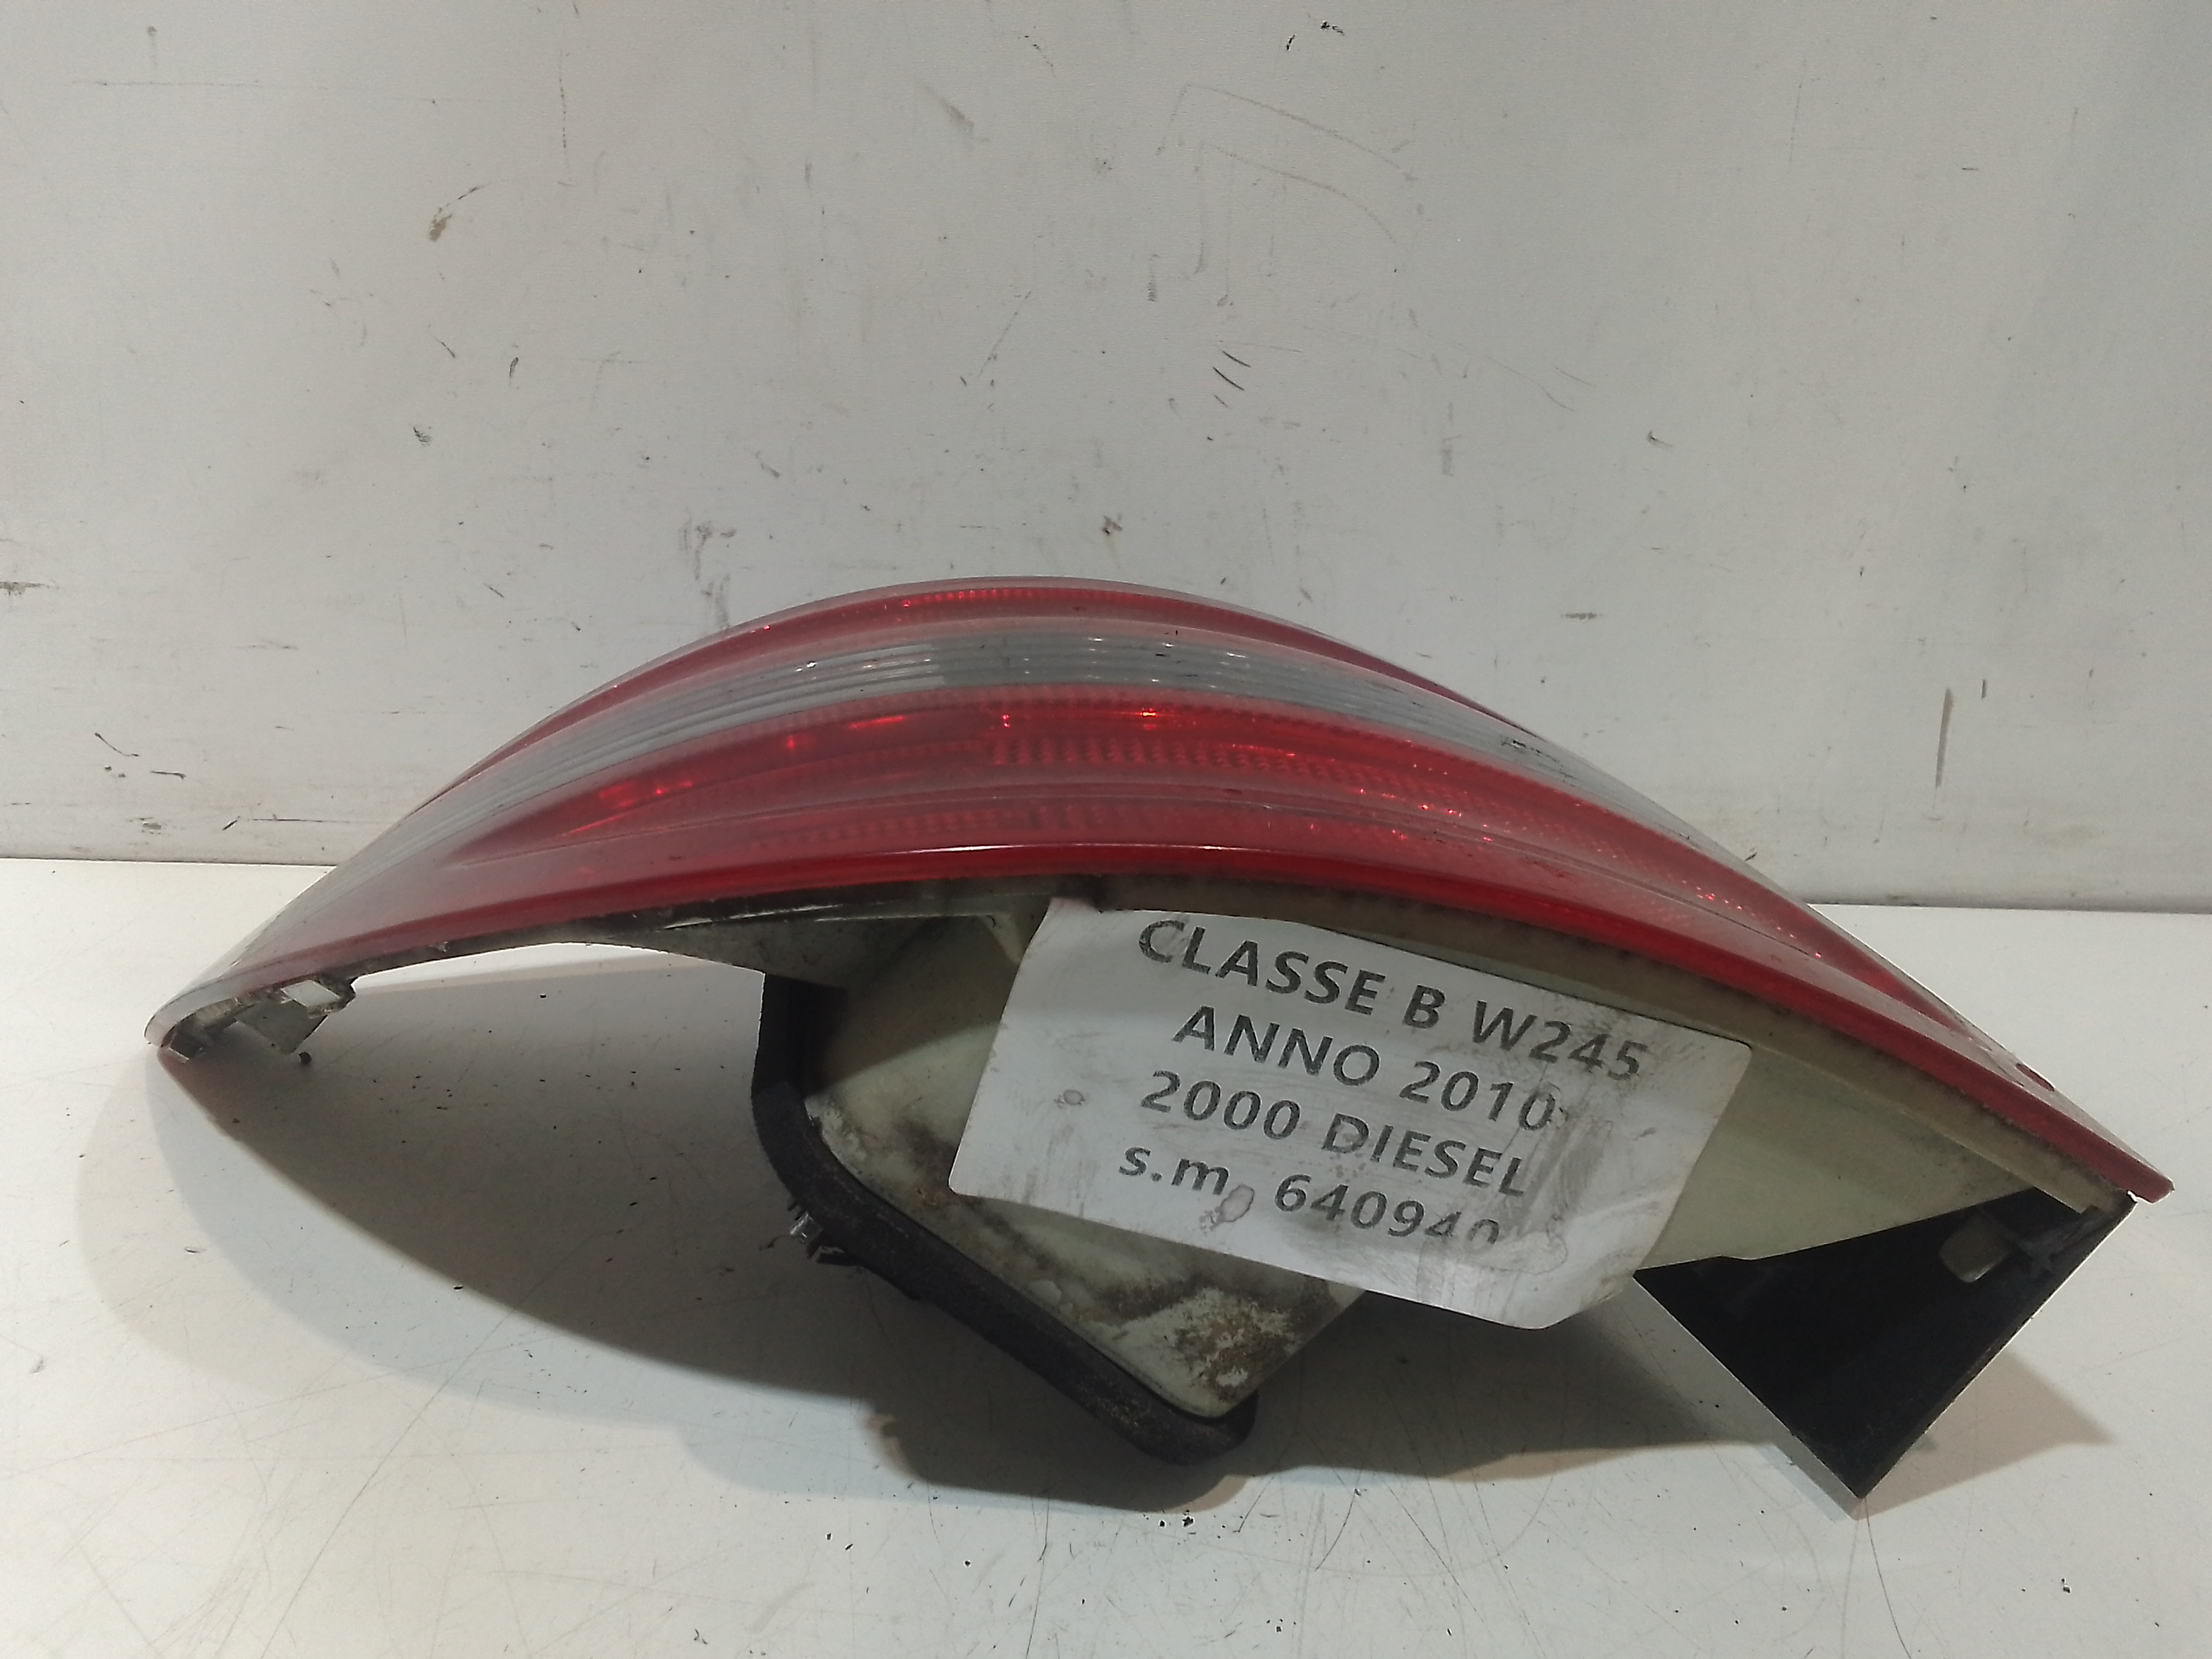 CLASSE B W245
ANNO 2010
2000 DIESEL
s.m 640940